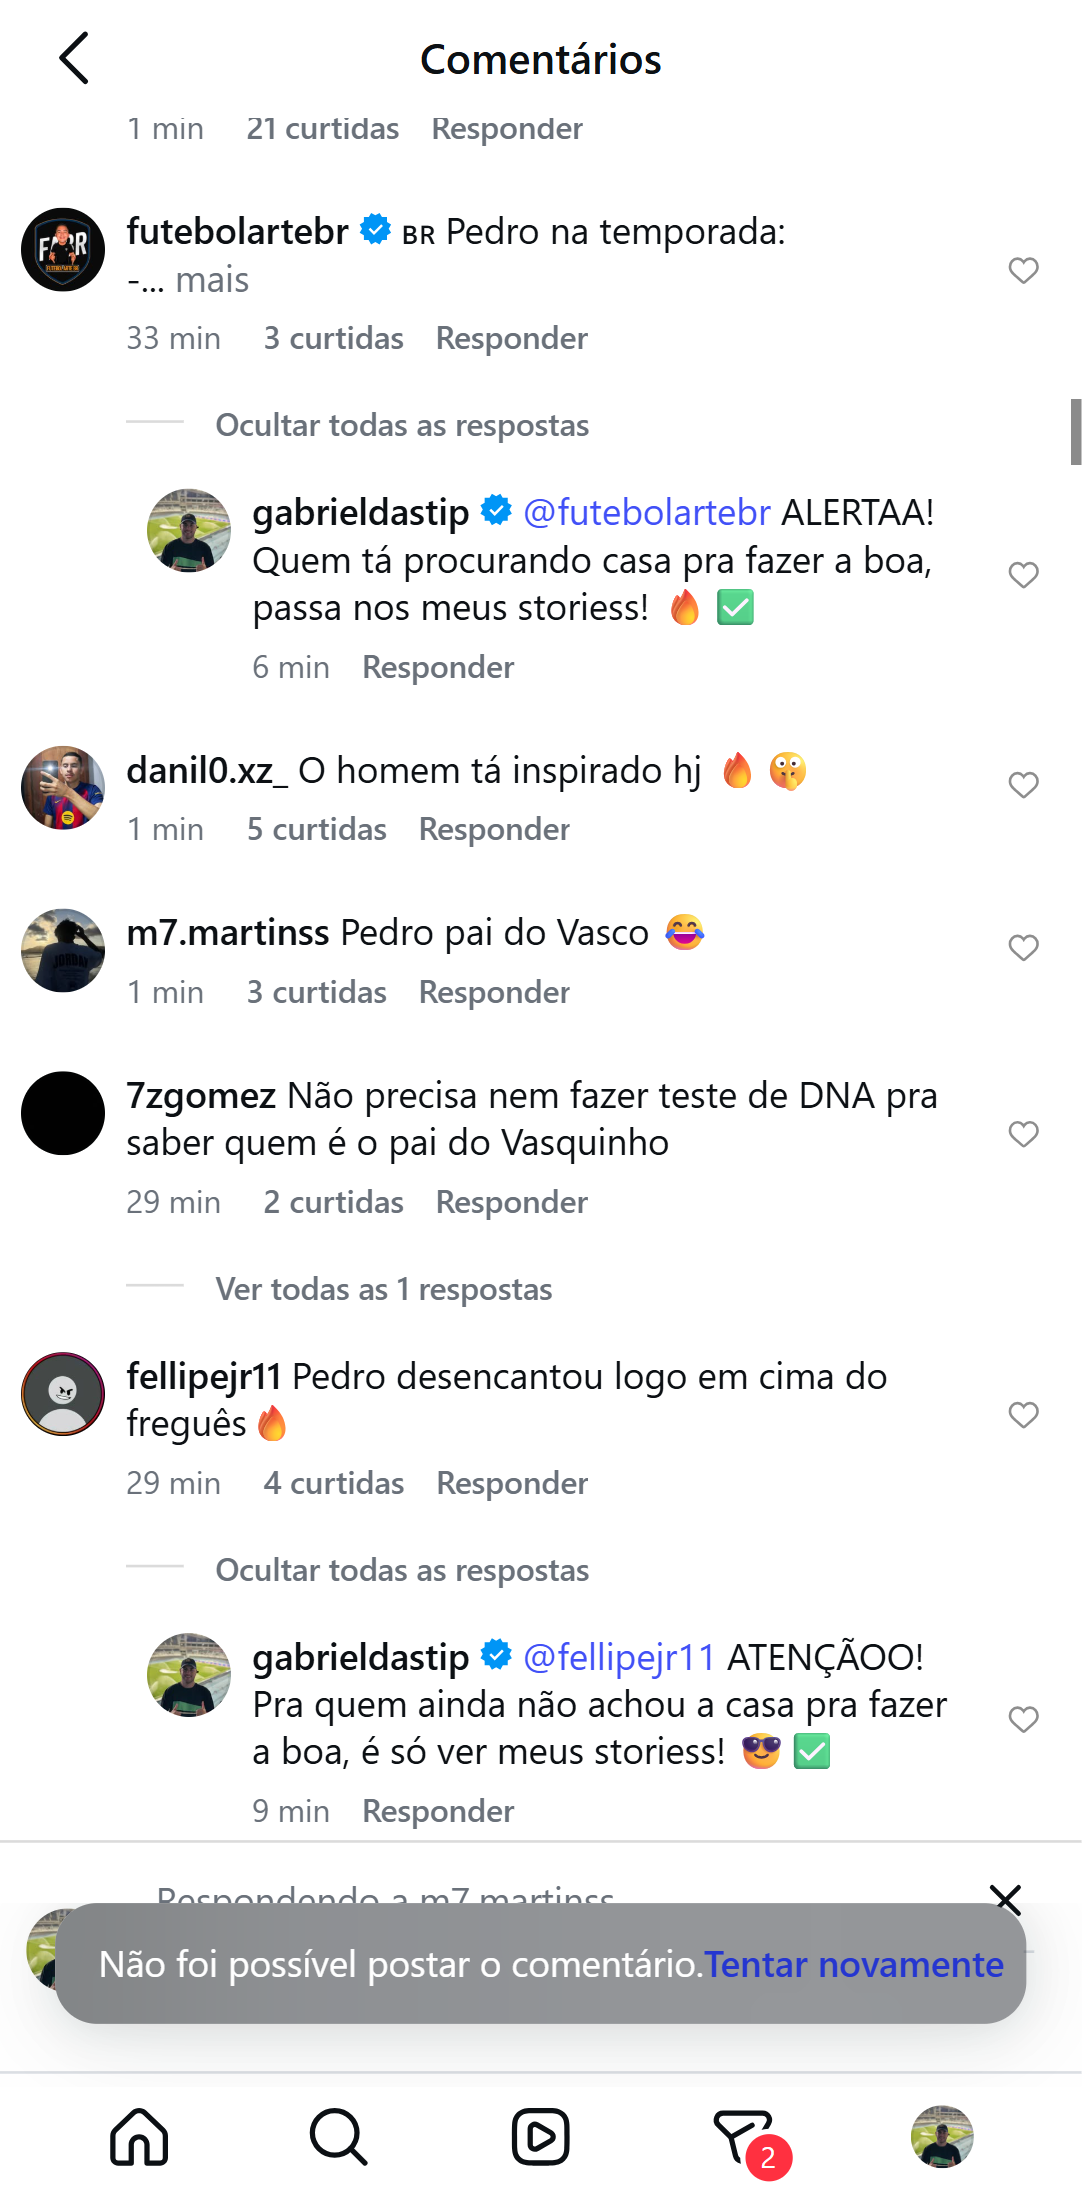 Comentários
1 min 21 curtidas Responder
futebolartebr BR Pedro na temporada:
-... mais
33 min 3 curtidas Responder
Ocultar todas as respostas
gabrieldastip @futebolartebr ALERTAA!
Quem tá procurando casa pra fazer a boa,
passa nos meus storiess! 🔥 ✅
6 min Responder
danil0.xz_ O homem tá inspirado hj 🔥 🤫
1 min 5 curtidas Responder
m7.martinss Pedro pai do Vasco 😂
1 min 3 curtidas Responder
7zgomez Não precisa nem fazer teste de DNA pra
saber quem é o pai do Vasquinho
29 min 2 curtidas Responder
Ver todas as 1 respostas
fellipejr11 Pedro desencantou logo em cima do
freguês 🔥
29 min 4 curtidas Responder
Ocultar todas as respostas
gabrieldastip @fellipejr11 ATENÇÃOO!
Pra quem ainda não achou a casa pra fazer
a boa, é só ver meus storiess! 😎 ✅
9 min Responder
Respondendo a m7.martinss
Não foi possível postar o comentário.Tentar novamente
2